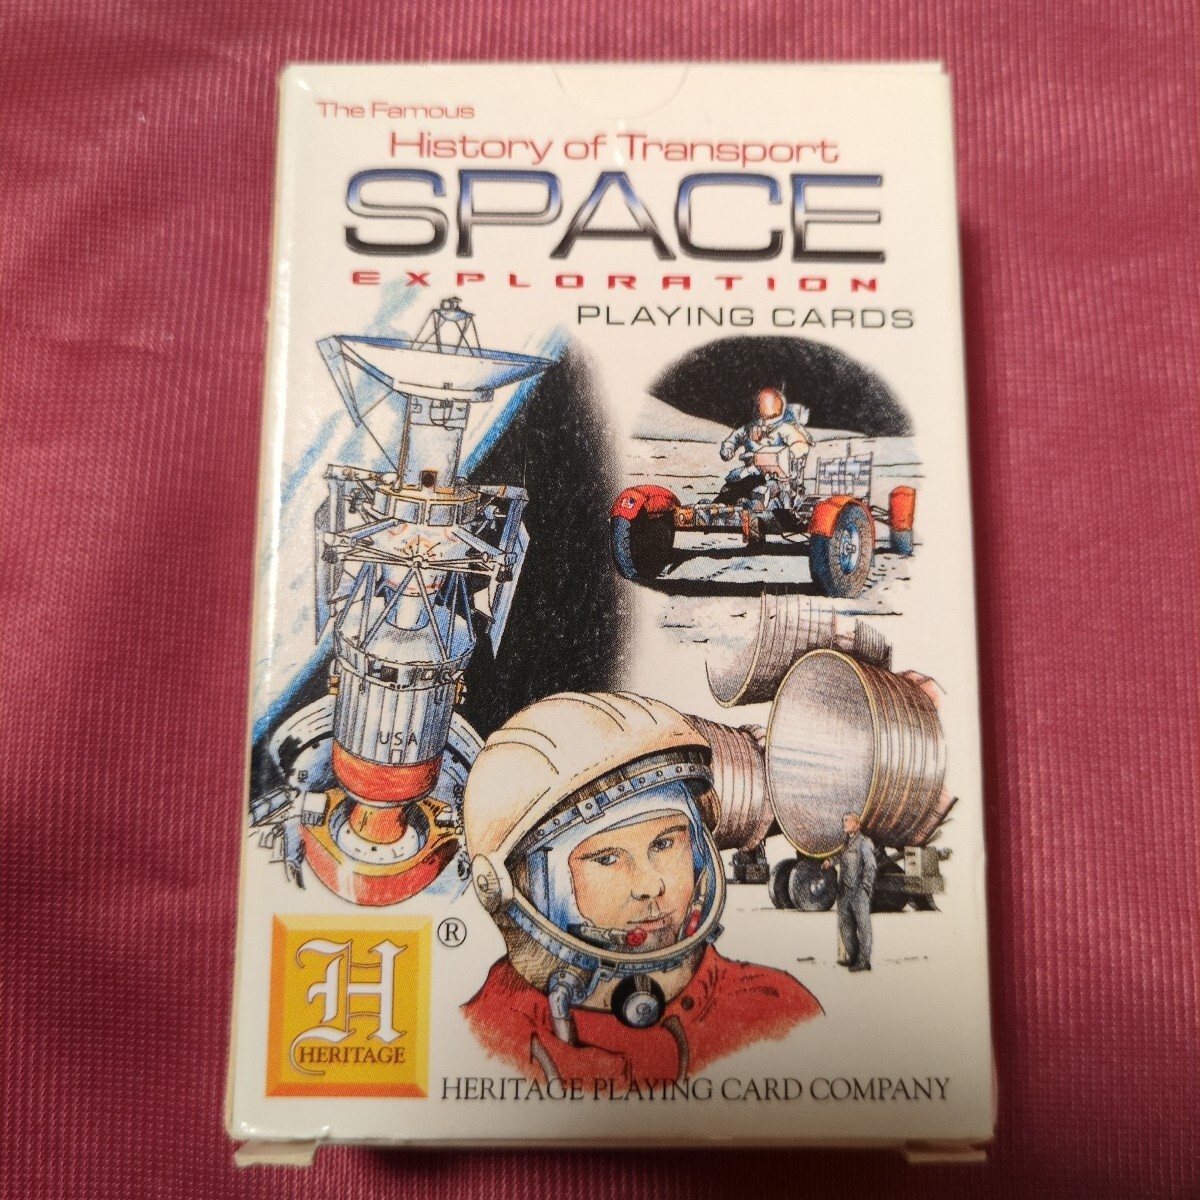 The Famous
History of Transport
SPACE
EXPLORATION
PLAYING CARDS
USA
®
H
HERITAGE
HERITAGE PLAYING CARD COMPANY